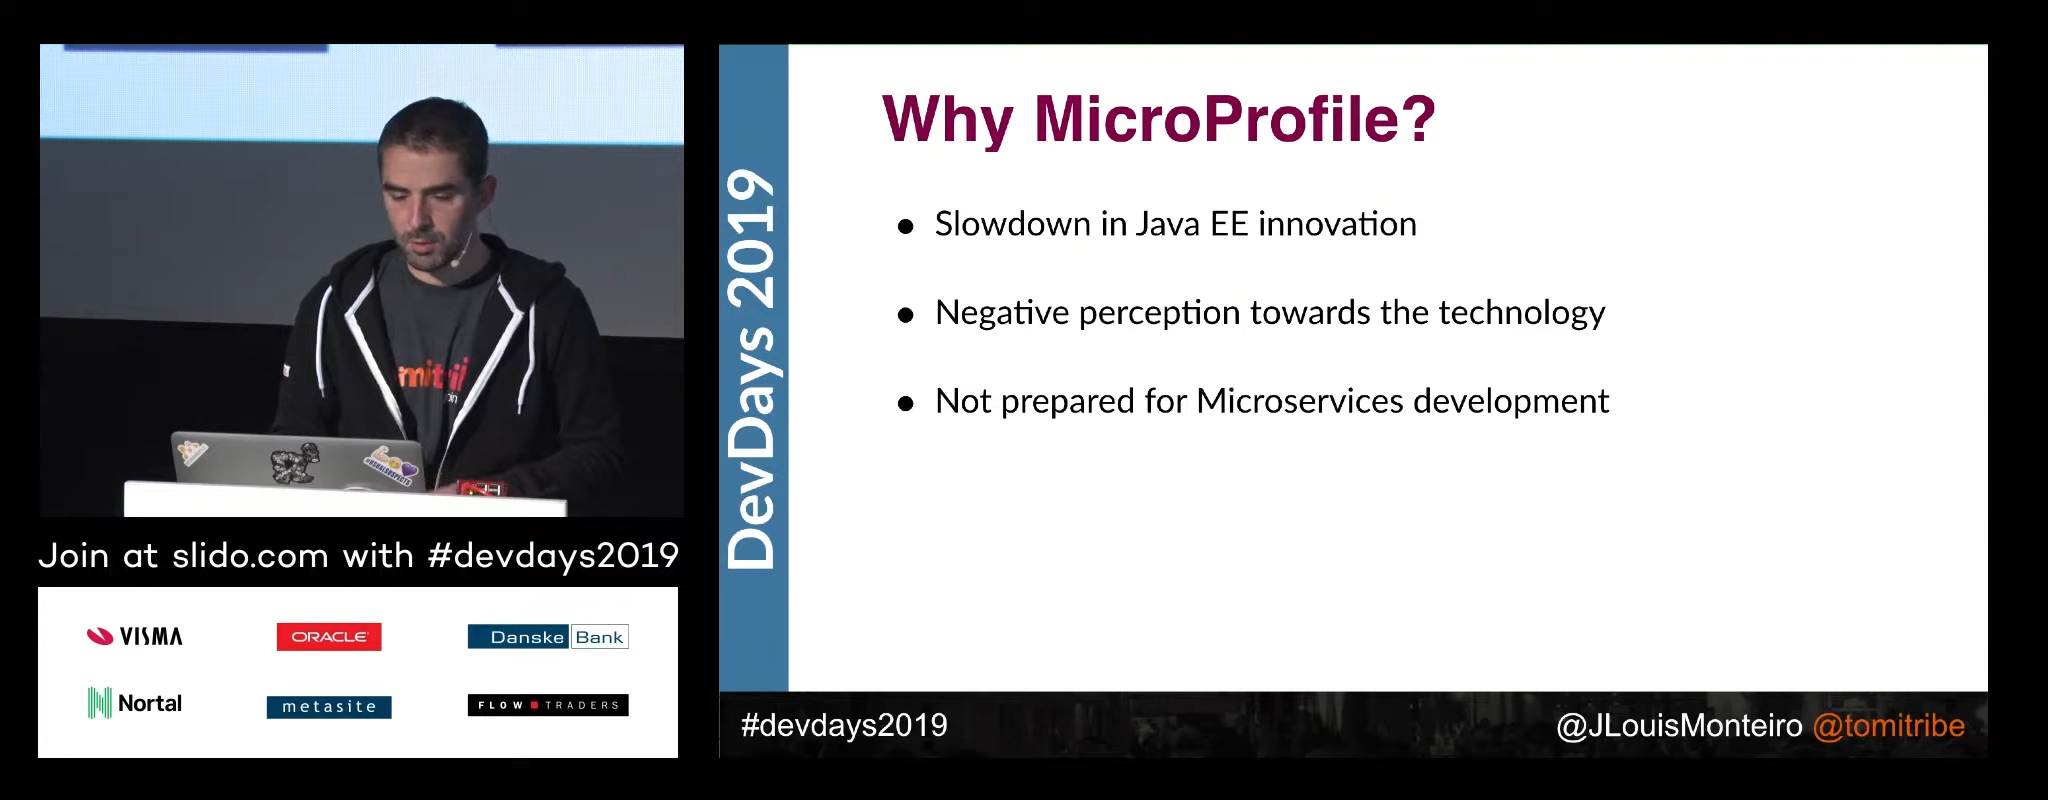 Why MicroProfile?
Slowdown in Java EE innovation
Negative perception towards the technology
Not prepared for Microservices development
DevDays 2019
#devdays2019
@JLouisMonteiro @tomitribe
Join at slido.com with #devdays2019
VISMA
ORACLE
Danske Bank
Nortal
metasite
FLOW TRADERS